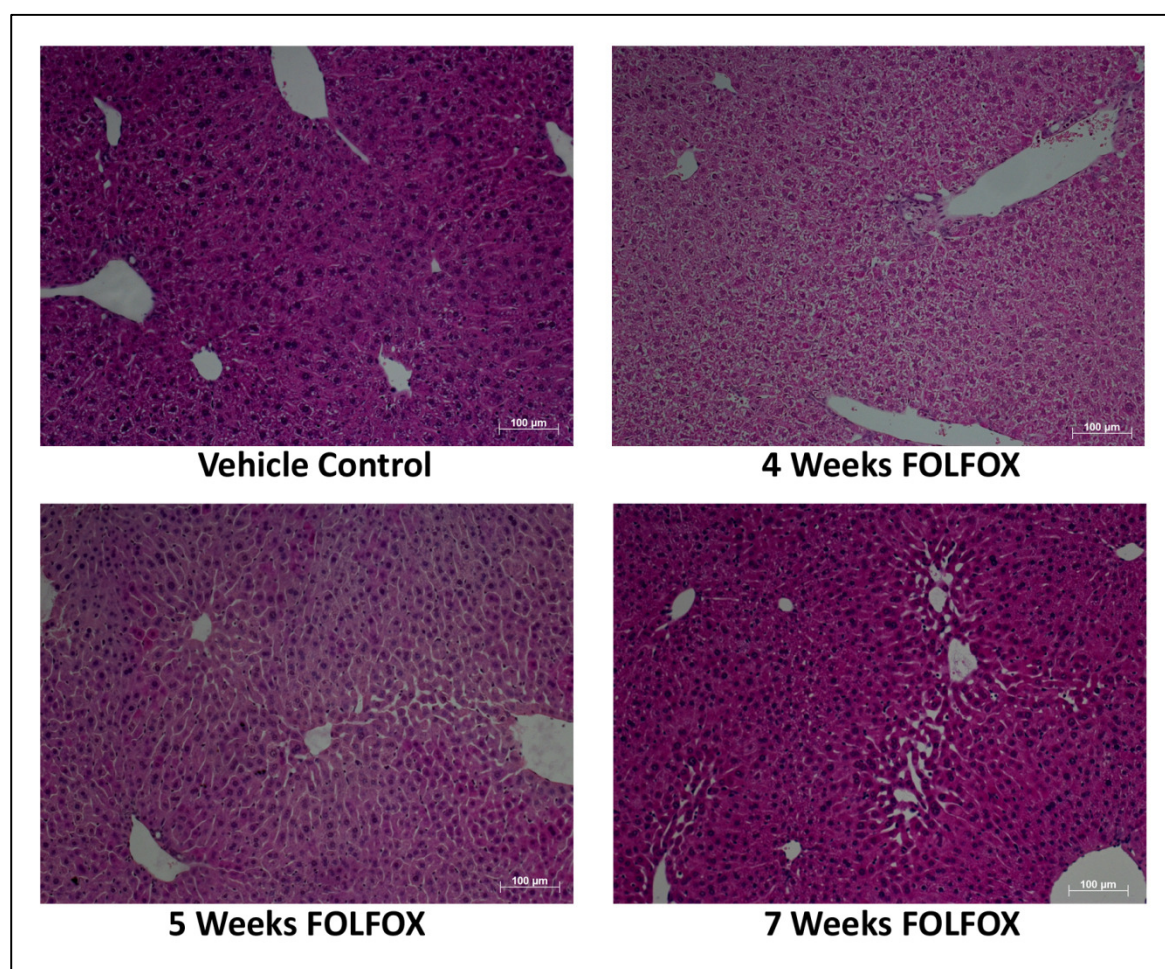 100 µm
100 µm
Vehicle Control
4 Weeks FOLFOX
100 µm
100 µm
5 Weeks FOLFOX
7 Weeks FOLFOX